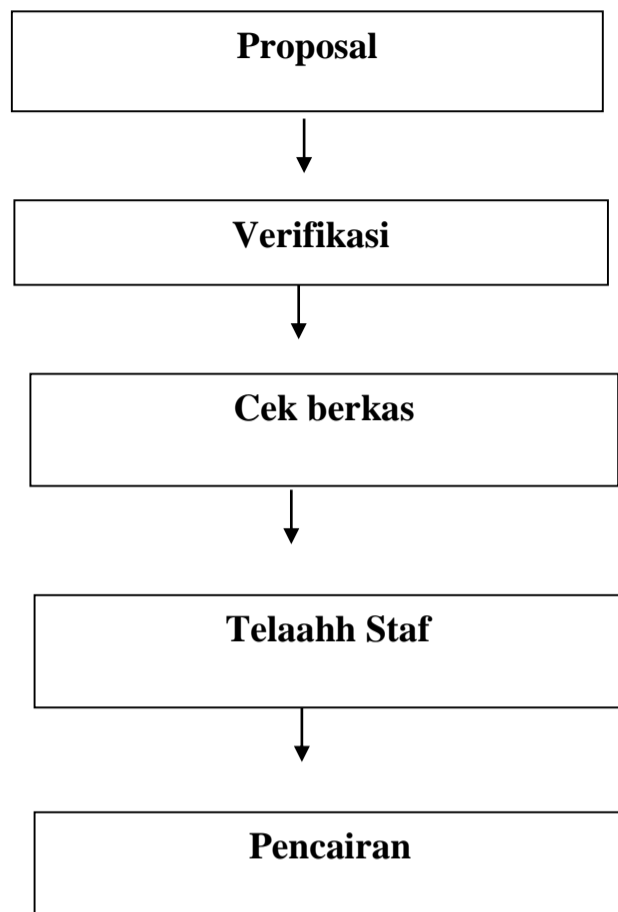 Proposal
Verifikasi
Cek berkas
Telaahh Staf
Pencairan